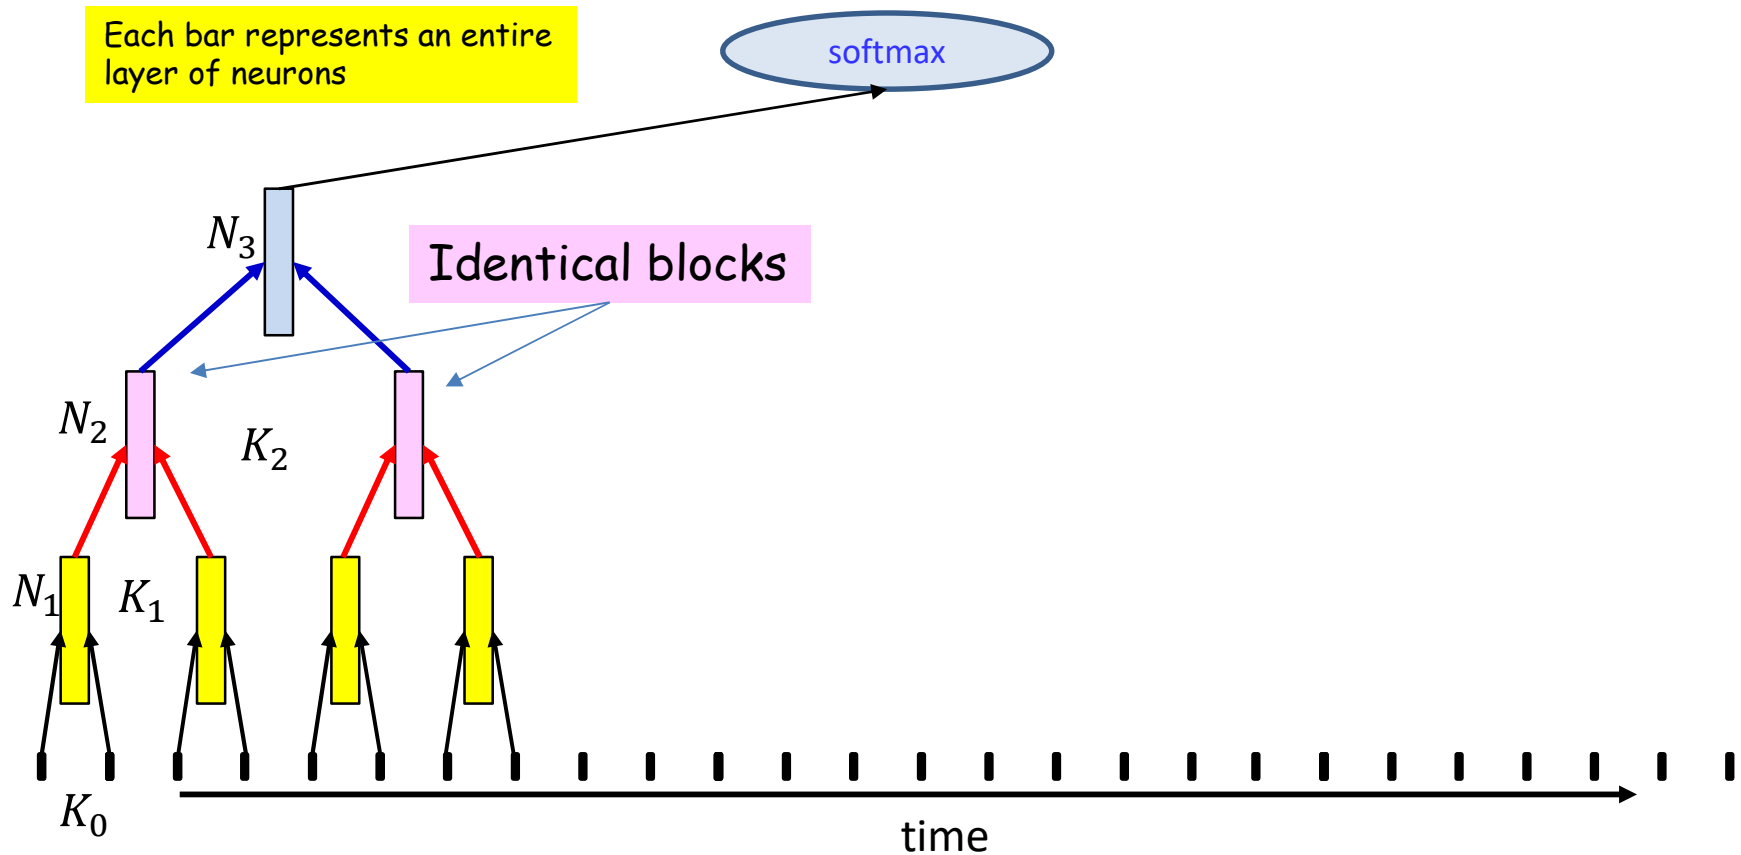 Each bar represents an entire
layer of neurons
softmax
N₃
Identical blocks
N₂
K₂
N₁
K₁
K₀
time